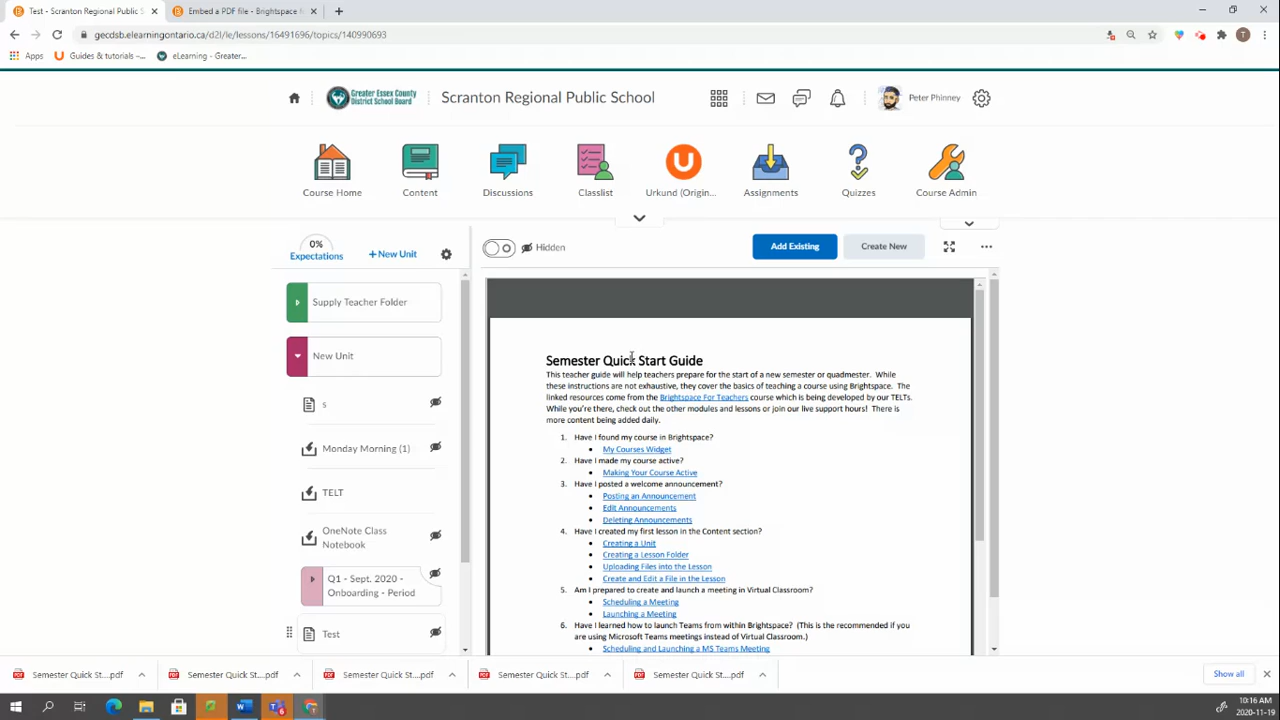 Test - Scranton Regional Public S
Embed a PDF file - Brightspace
gecdsb.elearningontario.ca/d2l/le/lessons/16491696/topics/140990693
T
Apps
Guides & tutorials –...
eLearning - Greater...
Greater Essex County
District School Board
Scranton Regional Public School
Peter Phinney
Course Home
Content
Discussions
Classlist
Urkund (Origin...
Assignments
Quizzes
Course Admin
0%
Expectations
+ New Unit
Hidden
Add Existing
Create New
Supply Teacher Folder
New Unit
s
Monday Morning (1)
TELT
OneNote Class
Notebook
Q1 - Sept. 2020 -
Onboarding - Period
Test
Semester Quick Start Guide
This teacher guide will help teachers prepare for the start of a new semester or quadmester. While
these instructions are not exhaustive, they cover the basics of teaching a course using Brightspace. The
linked resources come from the Brightspace For Teachers course which is being developed by our TELTs.
While you're there, check out the other modules and lessons or join our live support hours! There is
more content being added daily.
1. Have I found my course in Brightspace?
• My Courses Widget
2. Have I made my course active?
• Making Your Course Active
3. Have I posted a welcome announcement?
• Posting an Announcement
• Edit Announcements
• Deleting Announcements
4. Have I created my first lesson in the Content section?
• Creating a Unit
• Creating a Lesson Folder
• Uploading Files into the Lesson
• Create and Edit a File in the Lesson
5. Am I prepared to create and launch a meeting in Virtual Classroom?
• Scheduling a Meeting
• Launching a Meeting
6. Have I learned how to launch Teams from within Brightspace? (This is the recommended if you
are using Microsoft Teams meetings instead of Virtual Classroom.)
• Scheduling and Launching a MS Teams Meeting
Semester Quick St....pdf
Semester Quick St....pdf
Semester Quick St....pdf
Semester Quick St....pdf
Semester Quick St....pdf
Show all
10:16 AM
2020-11-19